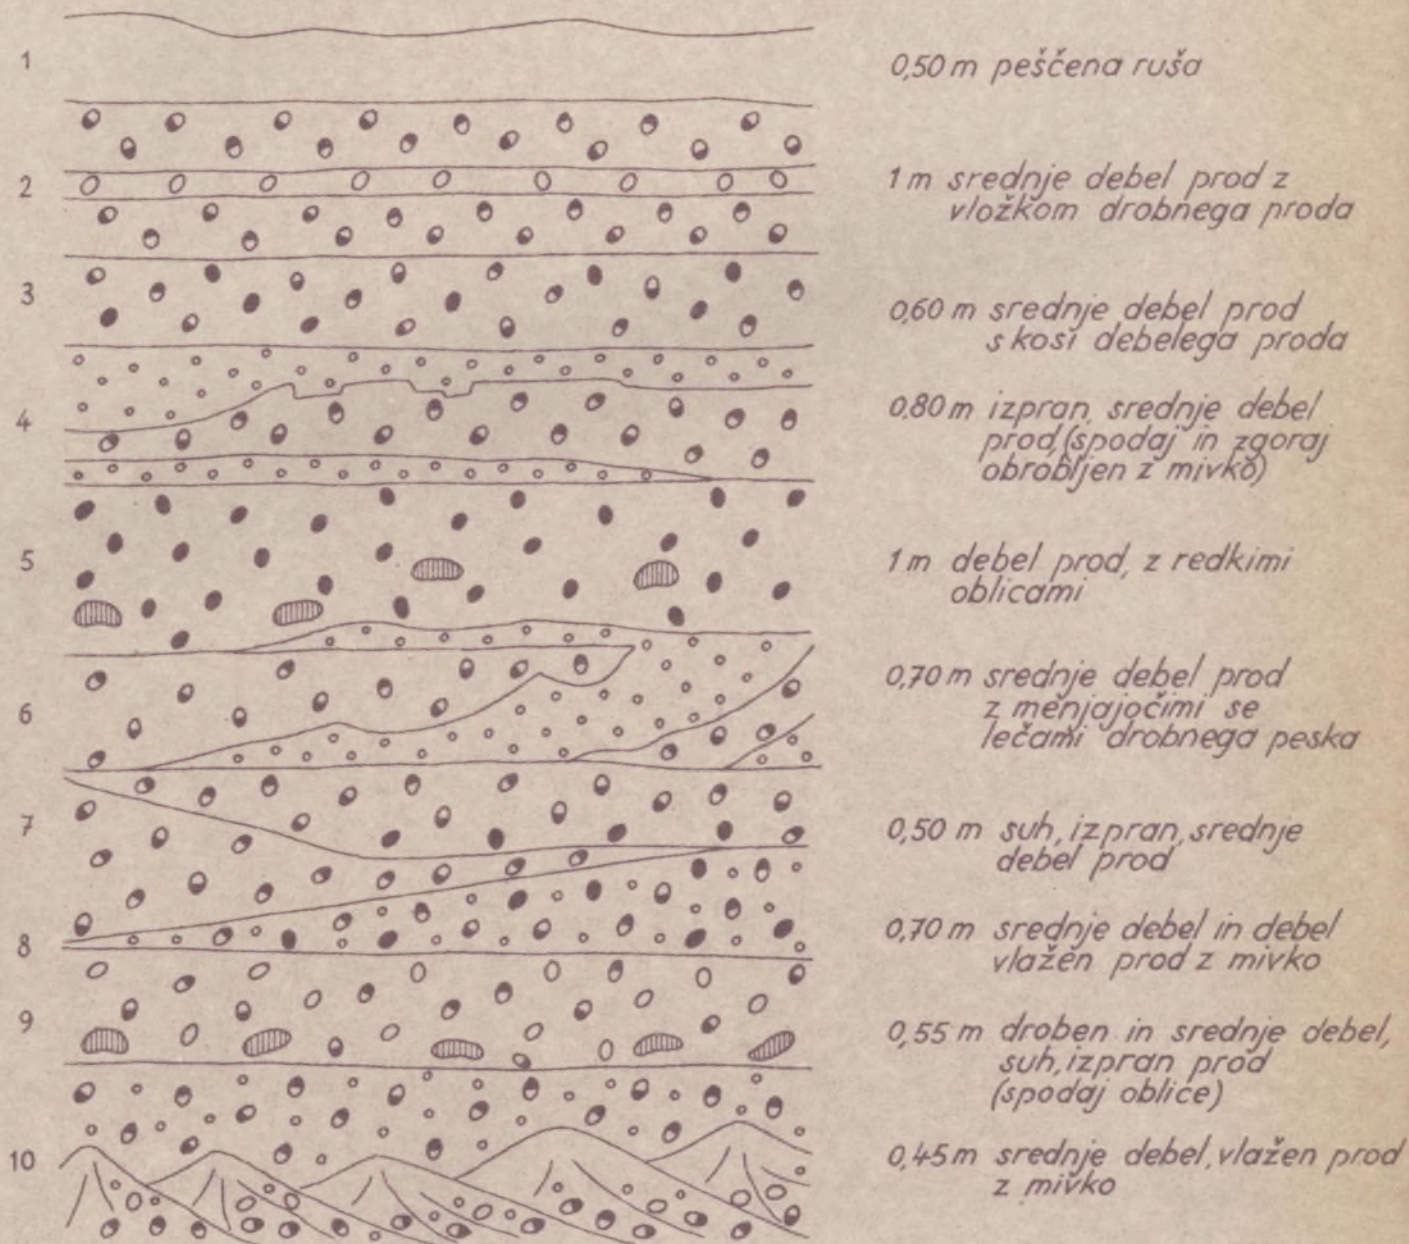 1
0,50 m peščena ruša
2
1 m srednje debel prod z
vložkom drobnega proda
3
0,60 m srednje debel prod
s kosi debelega proda
4
0,80 m izpran, srednje debel
prod, (spodaj in zgoraj
obrobljen z mivko)
5
1 m debel prod, z redkimi
oblicami
6
0,70 m srednje debel prod
z menjajočimi se
lečami drobnega peska
7
0,50 m suh, izpran, srednje
debel prod
8
0,70 m srednje debel in debel
vlažen prod z mivko
9
0,55 m droben in srednje debel,
suh, izpran prod
(spodaj oblice)
10
0,45 m srednje debel, vlažen prod
z mivko